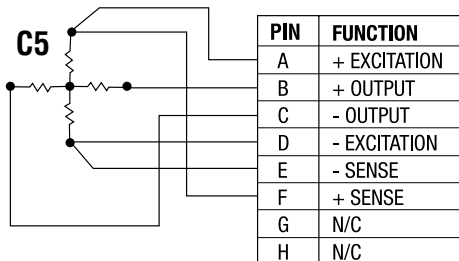 C5
PIN FUNCTION
A + EXCITATION
B + OUTPUT
C - OUTPUT
D - EXCITATION
E - SENSE
F + SENSE
G N/C
H N/C